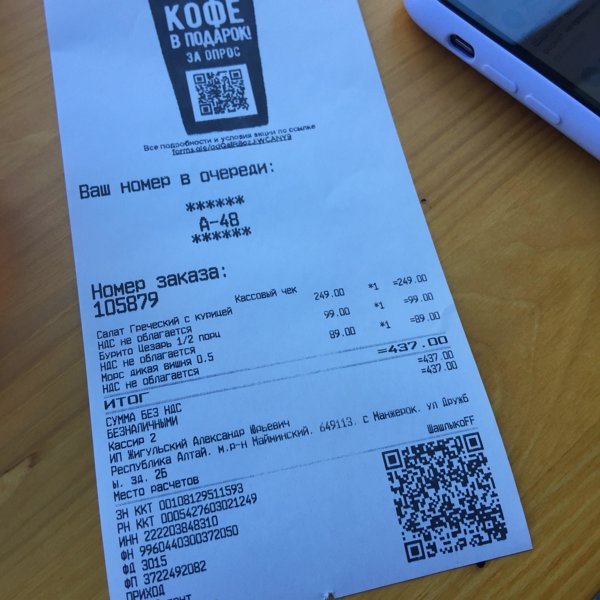 КОФЕ
В ПОДАРОК!
ЗА ОПРОС
Все подробности и условия акции по ссылке
Ваш номер в очереди:
******
А-48
******
Номер заказа:
105879
Кассовый чек
Салат Греческий с курицей 249.00 *1 =249.00
НДС не облагается
Бурито Цезарь 1/2 порц 99.00 *1 =99.00
НДС не облагается
Морс дикая вишня 0.5 89.00 *1 =89.00
НДС не облагается
ИТОГ =437.00
СУММА БЕЗ НДС =437.00
БЕЗНАЛИЧНЫМИ =437.00
Кассир 2
ИП Жигульский Александр Юрьевич
Республика Алтай, м.р-н Майминский, 649113, с Манжерок, ул Дружб
ы, зд. 2Б
Место расчетов ШашлыкоFF
ЗН ККТ 00108129511593
РН ККТ 0005427603021249
ИНН 222203848310
ФН 9960440300372050
ФД 3015
ФП 3722492082
ПРИХОД